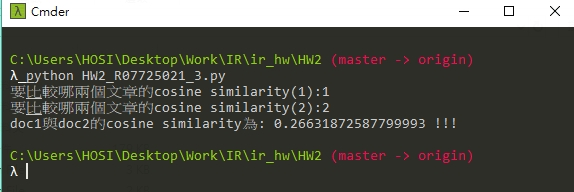 Cmder
C:\Users\HOSI\Desktop\Work\IR\ir_hw\HW2 (master -> origin)
λ python HW2_R07725021_3.py
要比較哪兩個文章的cosine similarity(1):1
要比較哪兩個文章的cosine similarity(2):2
doc1與doc2的cosine similarity為: 0.26631872587799993 !!!
C:\Users\HOSI\Desktop\Work\IR\ir_hw\HW2 (master -> origin)
λ